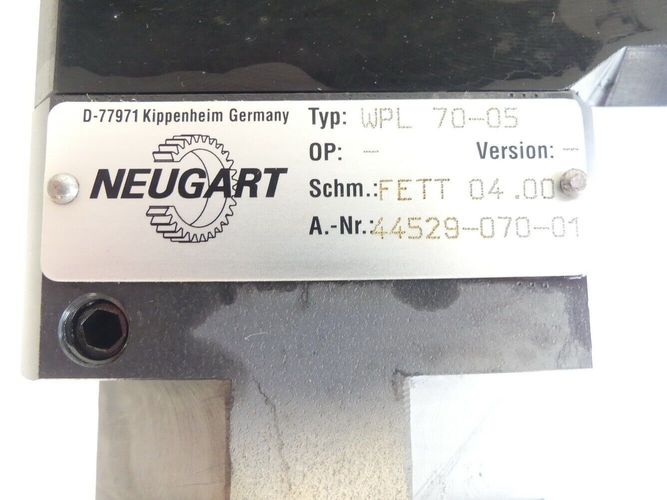 D-77971 Kippenheim Germany
NEUGART
Typ: WPL 70-05
OP: - Version: -
Schm.: FETT 04.00
A.-Nr.: 44529-070-01